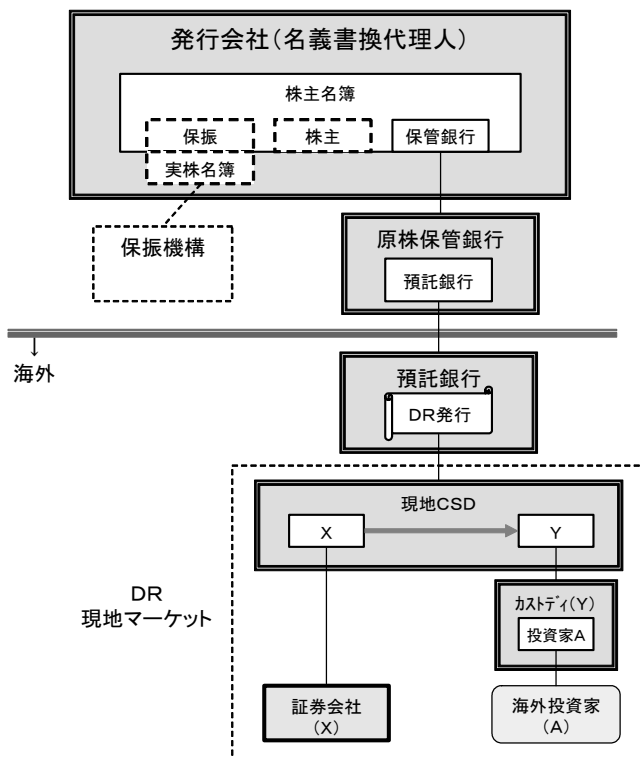 発行会社(名義書換代理人)
株主名簿
保振
株主
保管銀行
実株名簿
保振機構
原株保管銀行
預託銀行
↓
海外
預託銀行
DR発行
現地CSD
X
Y
DR
現地マーケット
カストディ(Y)
投資家A
証券会社
(X)
海外投資家
(A)